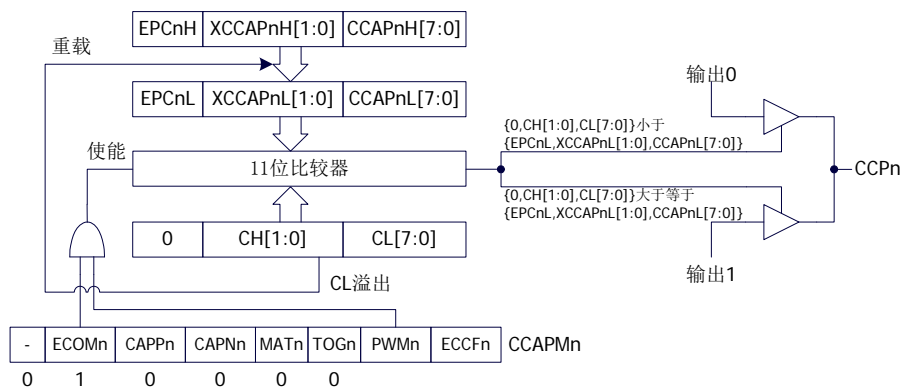 EPCnH XCCAPnH[1:0] CCAPnH[7:0]
重载
EPCnL XCCAPnL[1:0] CCAPnL[7:0]
输出0
{0,CH[1:0],CL[7:0]}小于
{EPCnL,XCCAPnL[1:0],CCAPnL[7:0]}
使能
11位比较器
CCPn
{0,CH[1:0],CL[7:0]}大于等于
{EPCnL,XCCAPnL[1:0],CCAPnL[7:0]}
0 CH[1:0] CL[7:0]
输出1
CL溢出
- ECOMn CAPPn CAPNn MATn TOGn PWMn ECCFn CCAPMn
0 1 0 0 0 0